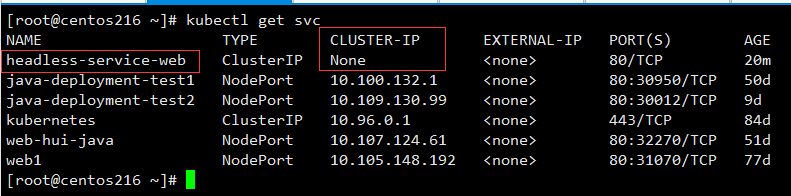 [root@centos216 ~]# kubectl get svc
NAME TYPE CLUSTER-IP EXTERNAL-IP PORT(S) AGE
headless-service-web ClusterIP None <none> 80/TCP 20m
java-deployment-test1 NodePort 10.100.132.1 <none> 80:30950/TCP 50d
java-deployment-test2 NodePort 10.109.130.99 <none> 80:30012/TCP 9d
kubernetes ClusterIP 10.96.0.1 <none> 443/TCP 84d
web-hui-java NodePort 10.107.124.61 <none> 80:32270/TCP 51d
web1 NodePort 10.105.148.192 <none> 80:31070/TCP 77d
[root@centos216 ~]#